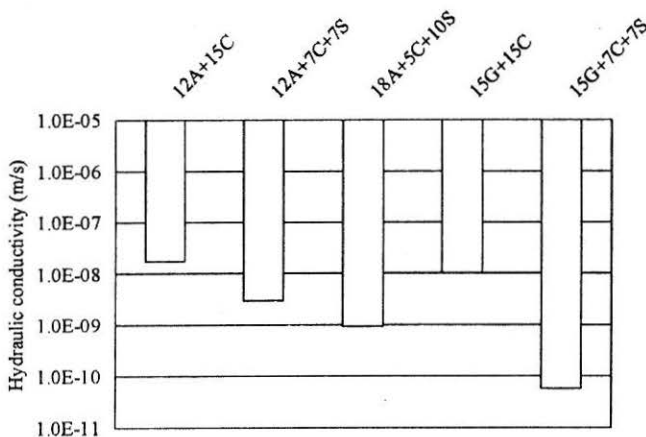 12A+15C
12A+7C+7S
18A+5C+10S
15G+15C
15G+7C+7S
Hydraulic conductivity (m/s)
1.0E-05
1.0E-06
1.0E-07
1.0E-08
1.0E-09
1.0E-10
1.0E-11